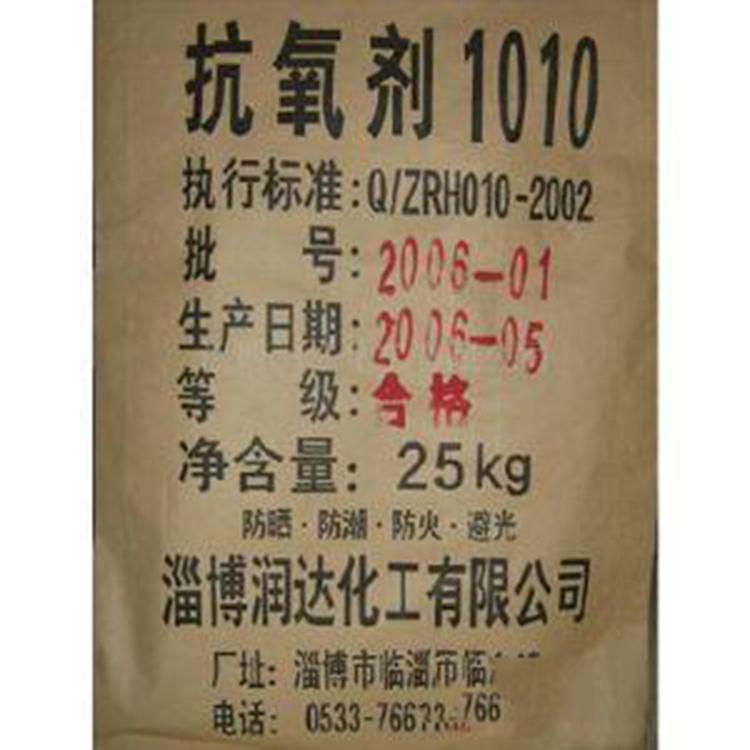 抗氧剂1010
执行标准:Q/ZRH010-2002
批 号:2006-01
生产日期:2006-05
等 级:合格
净含量:25kg
防晒·防潮·防火·避光
淄博润达化工有限公司
厂址:淄博市临淄
电话:0533-766